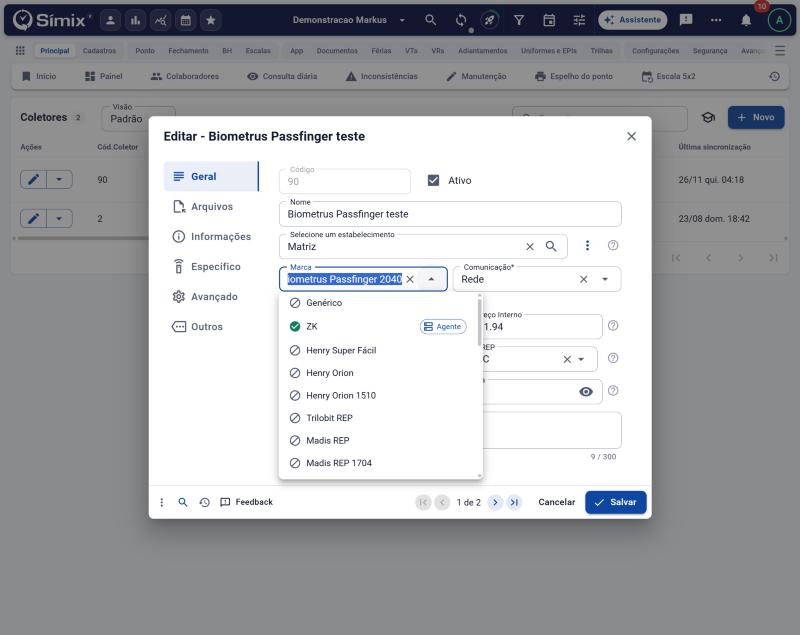 Símix
Demonstracao Markus
Assistente
10
A
Principal
Cadastros
Ponto
Fechamento
BH
Escalas
App
Documentos
Férias
VTs
VRs
Adiantamentos
Uniformes e EPIs
Trilhas
Configurações
Segurança
Início
Painel
Colaboradores
Consulta diária
Inconsistências
Manutenção
Espelho do ponto
Escala 5x2
Coletores 2
Visão
Padrão
Novo
Ações
Cód.Coletor
Última sincronização
90
26/11 qui. 04:18
2
23/08 dom. 18:42
Editar - Biometrus Passfinger teste
Geral
Arquivos
Informações
Específico
Avançado
Outros
Código
90
Ativo
Nome
Biometrus Passfinger teste
Selecione um estabelecimento
Matriz
Marca
iometrus Passfinger 2040
Comunicação*
Rede
Genérico
ZK
Agente
Henry Super Fácil
Henry Orion
Henry Orion 1510
Trilobit REP
Madis REP
Madis REP 1704
eço Interno
1.94
REP
C
9 / 300
Feedback
1 de 2
Cancelar
Salvar